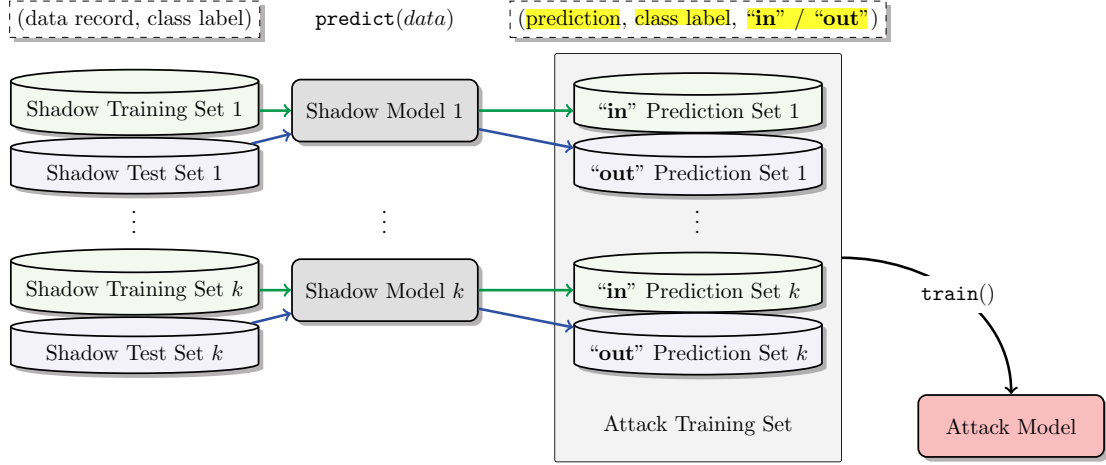 (data record, class label) predict(data) (prediction, class label, “in” / “out”)
Shadow Training Set 1 Shadow Model 1 “in” Prediction Set 1
Shadow Test Set 1 “out” Prediction Set 1
⋮ ⋮ ⋮
Shadow Training Set k Shadow Model k “in” Prediction Set k
train()
Shadow Test Set k “out” Prediction Set k
Attack Training Set Attack Model